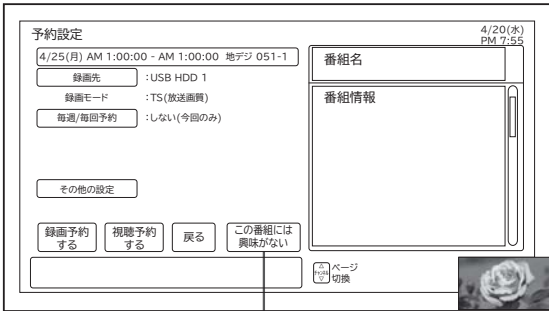 予約設定
4/20(水)
PM 7:55
4/25(月) AM 1:00:00 - AM 1:00:00 地デジ 051-1
録画先 :USB HDD 1
録画モード :TS(放送画質)
毎週/毎回予約 :しない(今回のみ)
その他の設定
録画予約
する
視聴予約
する
戻る
この番組には
興味がない
番組名
番組情報
チャンネル
ページ
切換